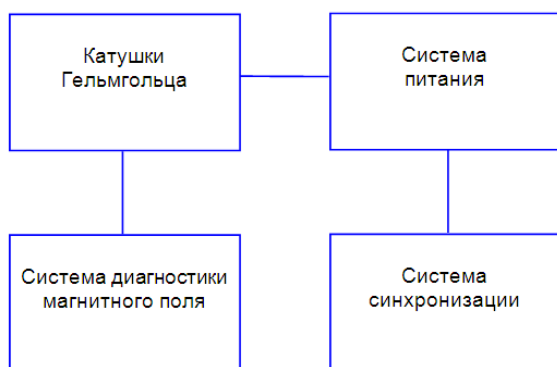 Катушки
Гельмгольца
Система
питания
Система диагностики
магнитного поля
Система
синхронизации